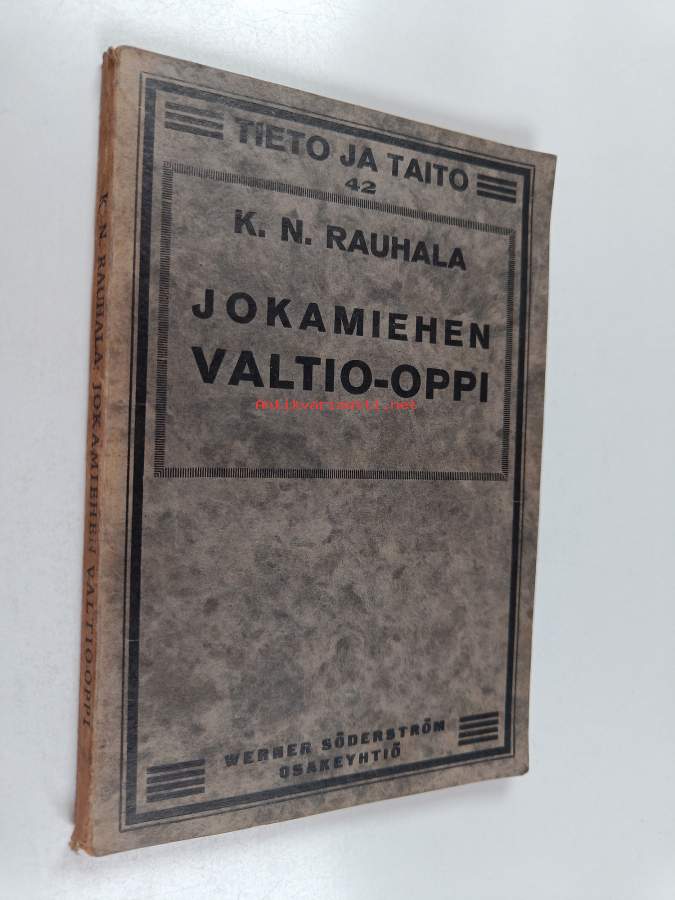 TIETO JA TAITO
42
K. N. RAUHALA
JOKAMIEHEN
VALTIO-OPPI
Antikvariaatti.net
WERNER SÖDERSTRÖM
OSAKEYHTIÖ
K. N. RAUHALA, JOKAMIEHEN VALTIO-OPPI